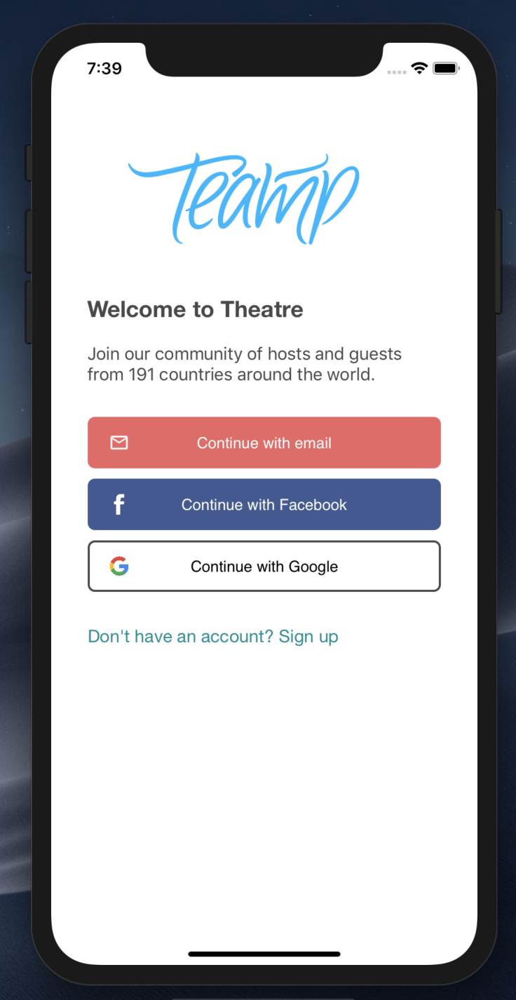 7:39
Teamp
Welcome to Theatre
Join our community of hosts and guests
from 191 countries around the world.
Continue with email
Continue with Facebook
Continue with Google
Don't have an account? Sign up